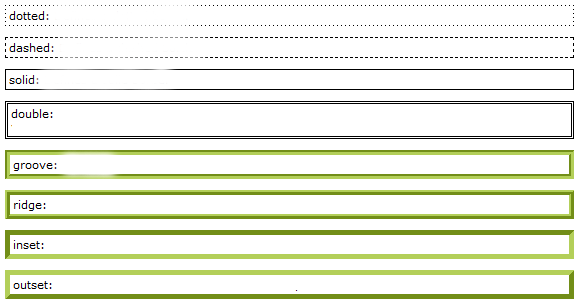 dotted:
dashed:
solid:
double:
groove:
ridge:
inset:
outset: